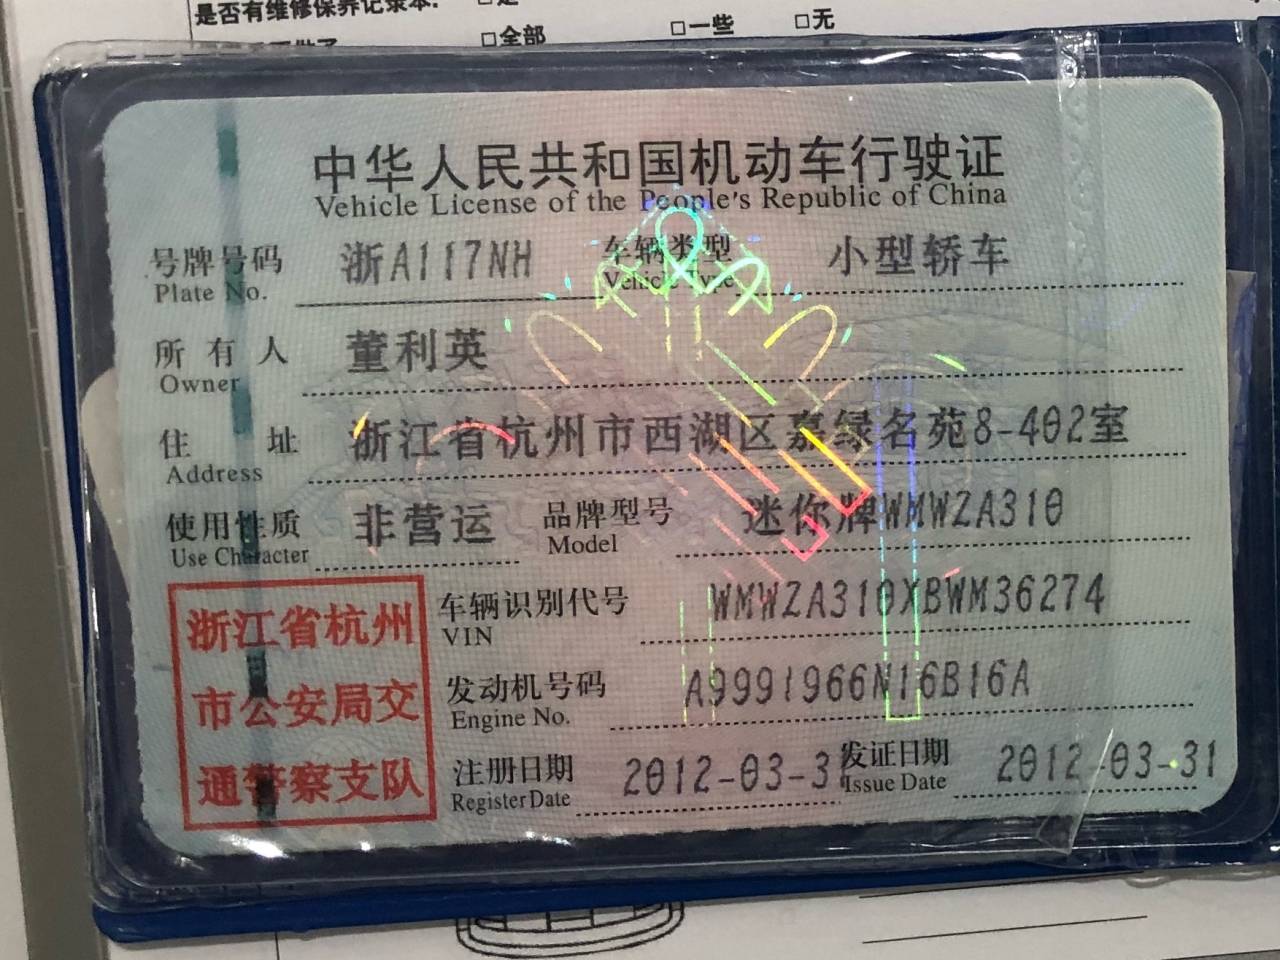 是否有维修保养记录本:
□全部 □一些 □无
中华人民共和国机动车行驶证
Vehicle License of the People's Republic of China
号牌号码 浙A117NH 车辆类型 小型轿车
Plate No. Vehicle Type
所有人 董利英
Owner
住址 浙江省杭州市西湖区嘉绿名苑8-402室
Address
使用性质 非营运 品牌型号 迷你牌WMWZA310
Use Character Model
浙江省杭州
市公安局交
通警察支队
车辆识别代号 WMWZA310XBWM36274
VIN
发动机号码 A9991966N16B16A
Engine No.
注册日期 2012-03-3 发证日期 2012-03-31
Register Date Issue Date